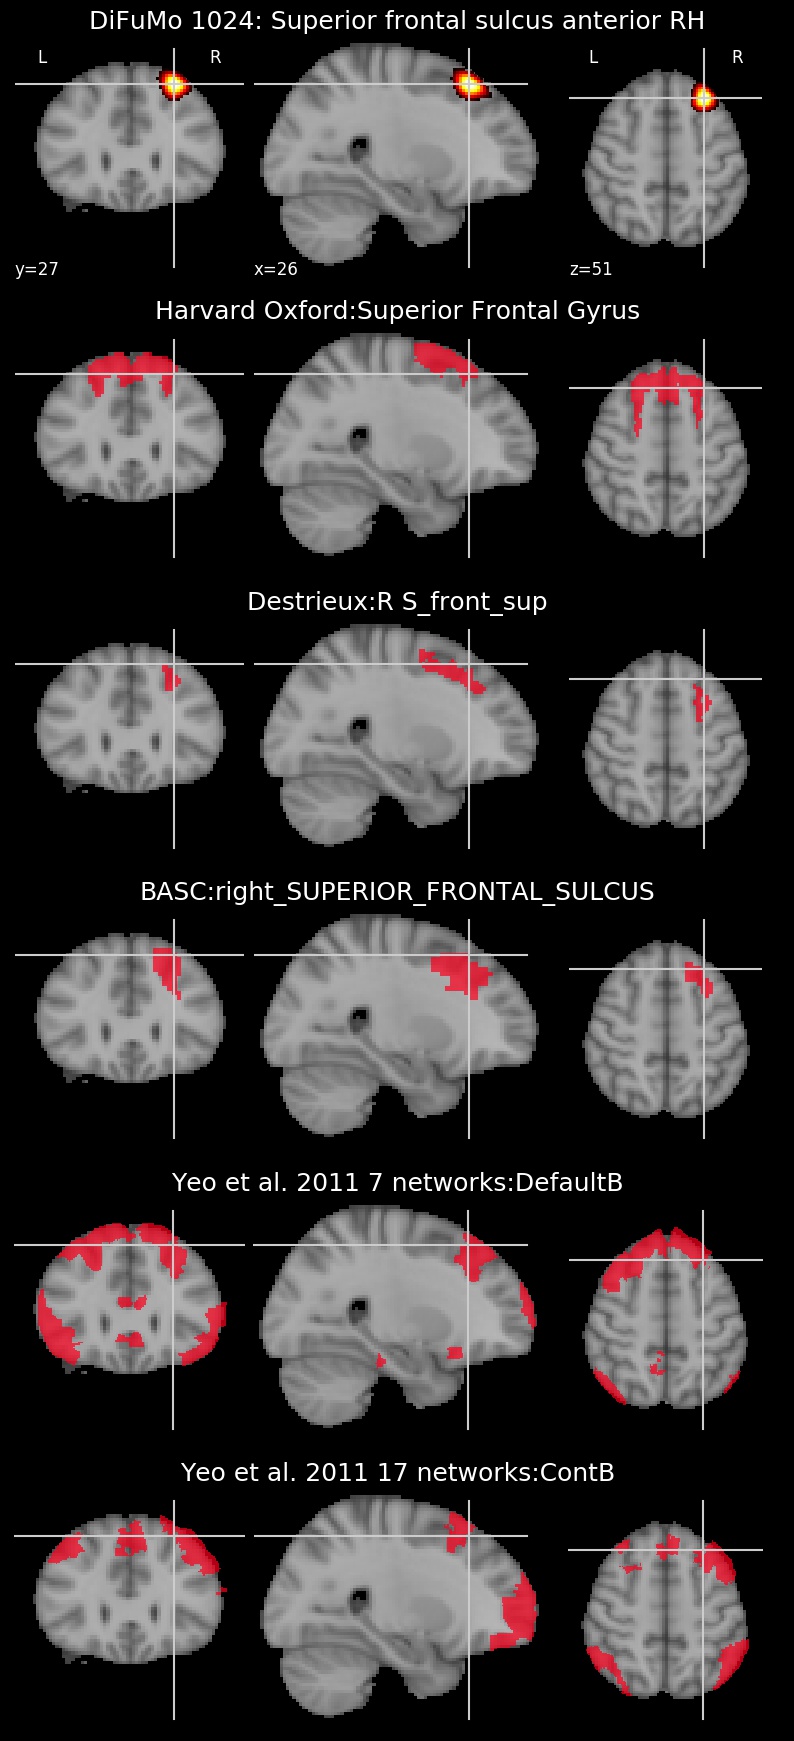 DiFuMo 1024: Superior frontal sulcus anterior RH
L R L R
y=27 x=26 z=51
Harvard Oxford:Superior Frontal Gyrus
Destrieux:R S_front_sup
BASC:right_SUPERIOR_FRONTAL_SULCUS
Yeo et al. 2011 7 networks:DefaultB
Yeo et al. 2011 17 networks:ContB